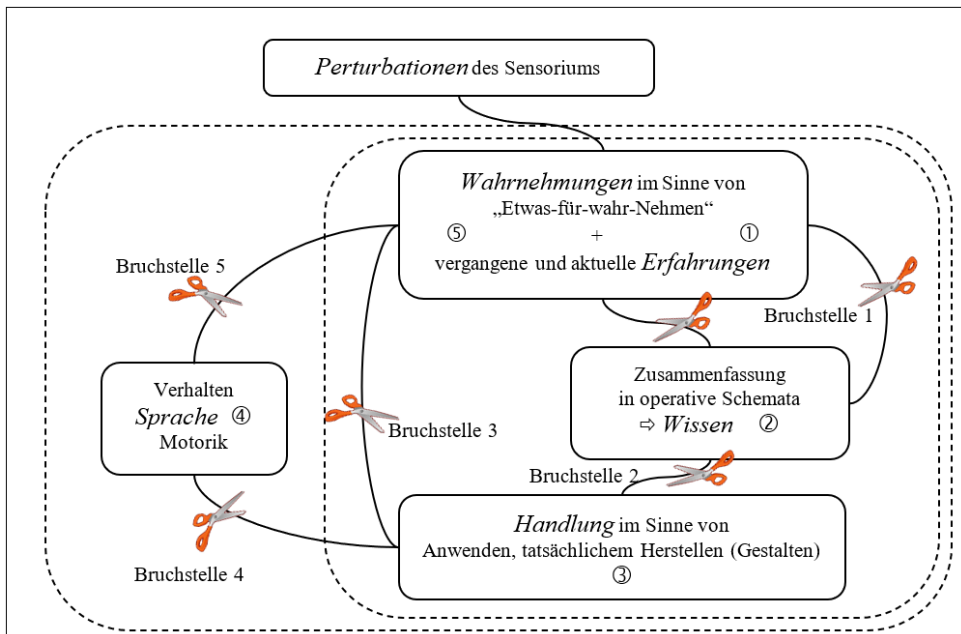 Perturbationen des Sensoriums
Wahrnehmungen im Sinne von
„Etwas-für-wahr-Nehmen“
⑤ + ①
vergangene und aktuelle Erfahrungen
Bruchstelle 5
Bruchstelle 1
Zusammenfassung
in operative Schemata
⇨ Wissen ②
Verhalten
Sprache ④
Motorik
Bruchstelle 3
Bruchstelle 2
Handlung im Sinne von
Anwenden, tatsächlichem Herstellen (Gestalten)
③
Bruchstelle 4